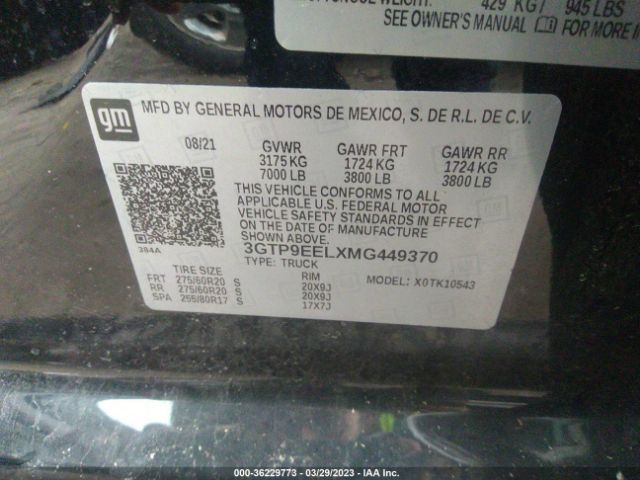 429 KG / 945 LBS
SEE OWNER'S MANUAL FOR MORE
gm
MFD BY GENERAL MOTORS DE MEXICO, S. DE R.L. DE C.V.
08/21 GVWR GAWR FRT GAWR RR
3175 KG 1724 KG 1724 KG
7000 LB 3800 LB 3800 LB
THIS VEHICLE CONFORMS TO ALL
APPLICABLE U.S. FEDERAL MOTOR
VEHICLE SAFETY STANDARDS IN EFFECT
ON THE DATE OF MANUFACTURE
SHOWN ABOVE.
3GTP9EELXMG449370
384A
TYPE: TRUCK MODEL: X0TK10543
TIRE SIZE RIM
FRT 275/60R20 S 20X9J
RR 275/60R20 S 20X9J
SPA 255/80R17 S 17X7J
000-36229773 — 03/29/2023 — IAA Inc.